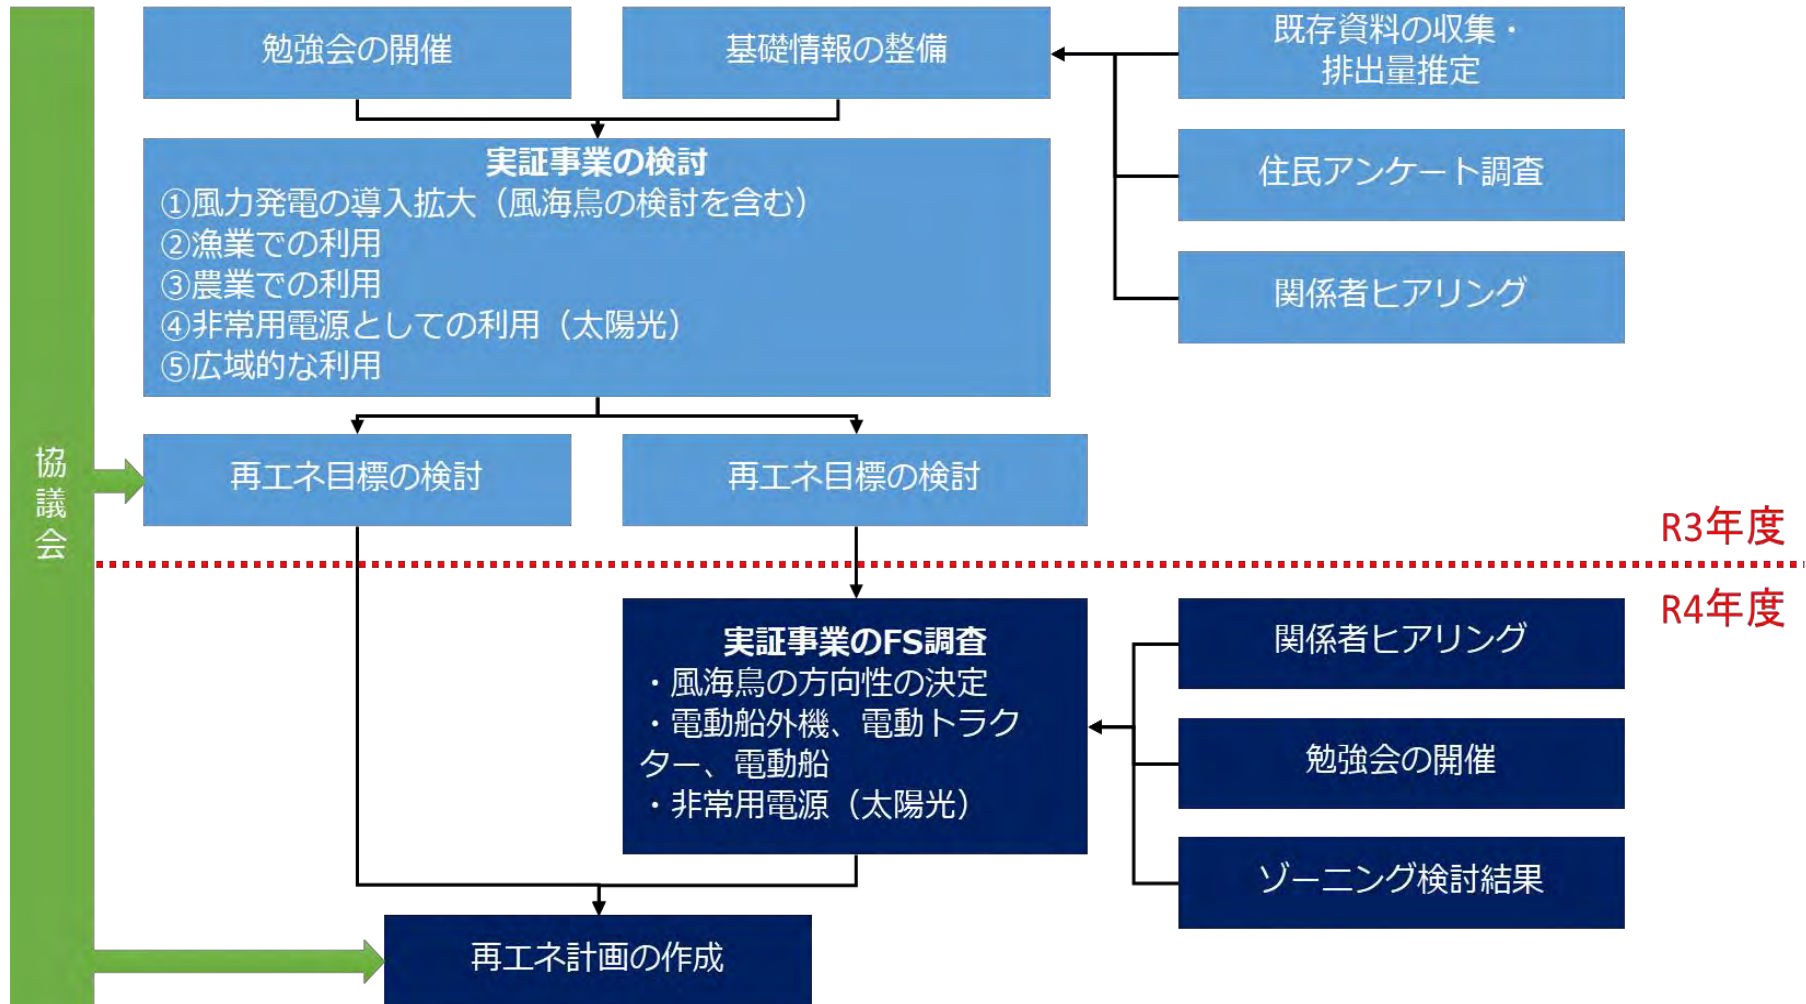 勉強会の開催
基礎情報の整備
既存資料の収集・
排出量推定
住民アンケート調査
関係者ヒアリング
実証事業の検討
①風力発電の導入拡大（風海鳥の検討を含む）
②漁業での利用
③農業での利用
④非常用電源としての利用（太陽光）
⑤広域的な利用
協議会
再エネ目標の検討
再エネ目標の検討
R3年度
R4年度
実証事業のFS調査
・風海鳥の方向性の決定
・電動船外機、電動トラク
ター、電動船
・非常用電源（太陽光）
関係者ヒアリング
勉強会の開催
ゾーニング検討結果
再エネ計画の作成